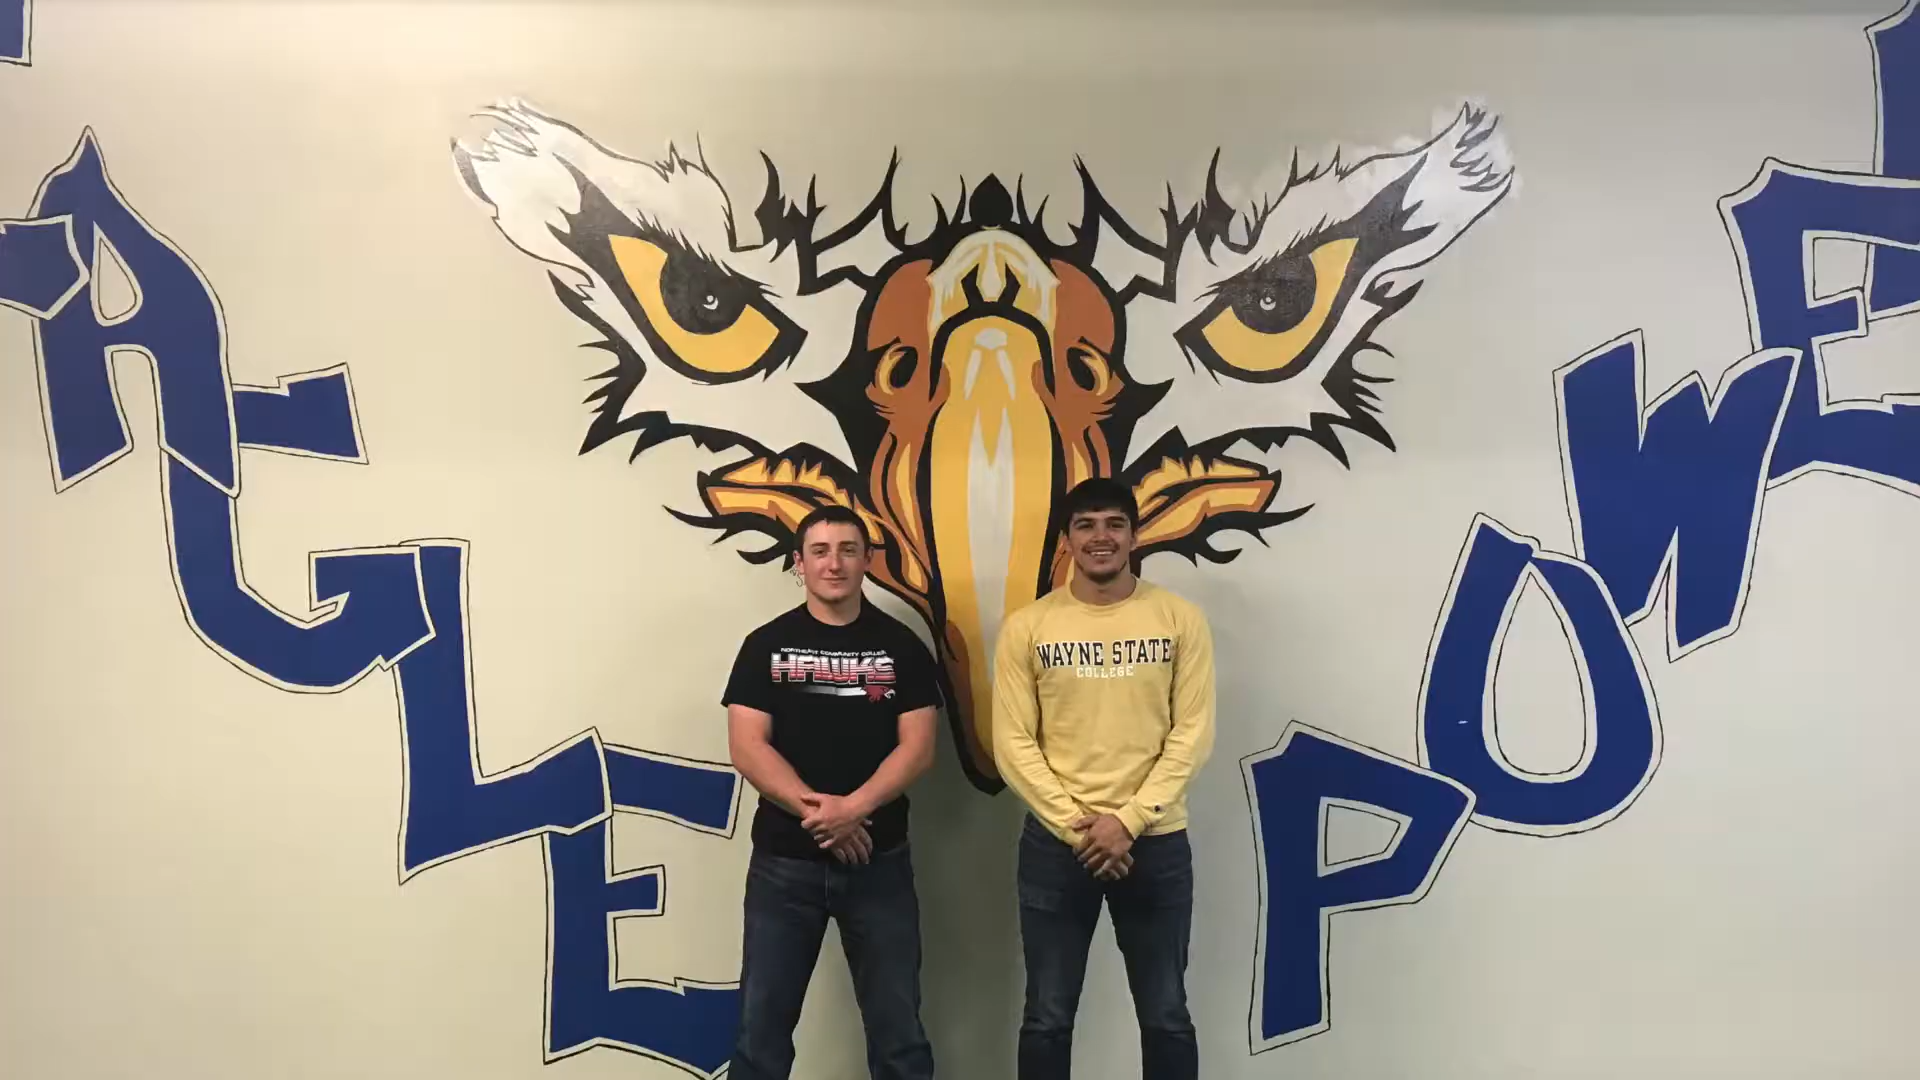 EAGLE
POWER
NORTHEAST COMMUNITY COLLEGE
HAWKS
WAYNE STATE
COLLEGE